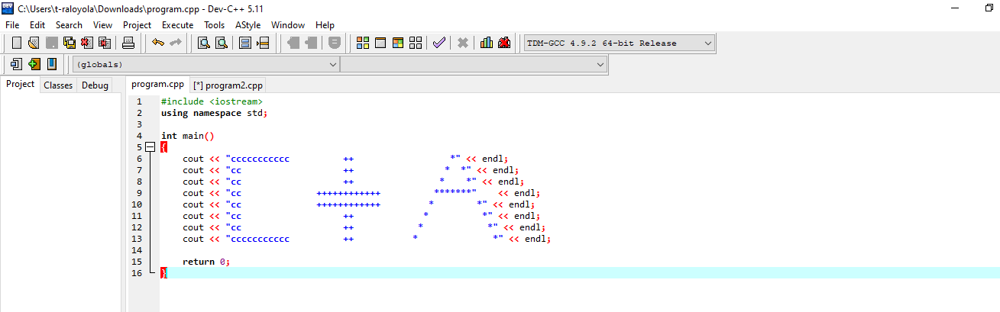 C:\Users\t-raloyola\Downloads\program.cpp - Dev-C++ 5.11
File Edit Search View Project Execute Tools AStyle Window Help
TDM-GCC 4.9.2 64-bit Release
(globals)
Project Classes Debug program.cpp [*] program2.cpp
1 #include <iostream>
2 using namespace std;
3
4 int main()
5 {
6     cout << "ccccccccccc          ++                  *" << endl;
7     cout << "cc                   ++                 *  *" << endl;
8     cout << "cc                   ++                *    *" << endl;
9     cout << "cc              ++++++++++++          *******"    << endl;
10     cout << "cc              ++++++++++++         *        *" << endl;
11     cout << "cc                   ++             *          *" << endl;
12     cout << "cc                   ++            *            *" << endl;
13     cout << "ccccccccccc          ++           *              *" << endl;
14
15     return 0;
16 }